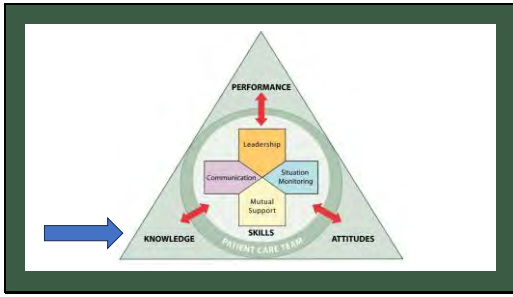 PERFORMANCE
Leadership
Communication
Situation
Monitoring
Mutual
Support
KNOWLEDGE
SKILLS
ATTITUDES
PATIENT CARE TEAM